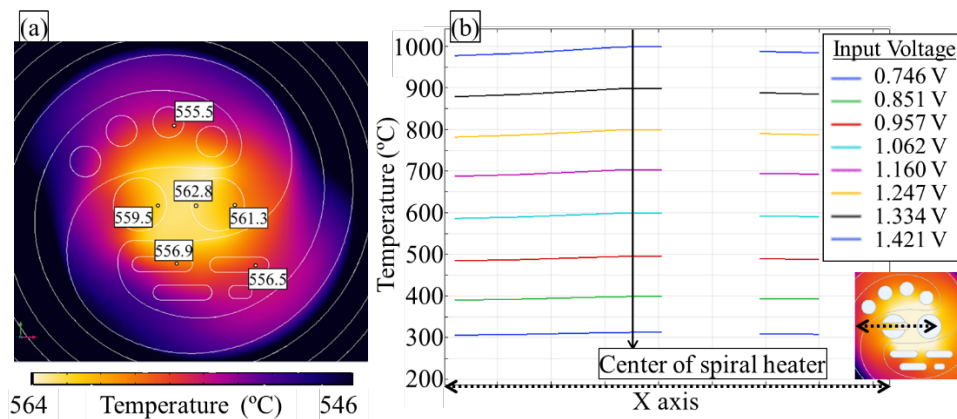 (a)
555.5
562.8
559.5
561.3
556.9
556.5
564
Temperature (ºC)
546
(b)
Temperature (ºC)
1000
900
800
700
600
500
400
300
200
Center of spiral heater
X axis
Input Voltage
0.746 V
0.851 V
0.957 V
1.062 V
1.160 V
1.247 V
1.334 V
1.421 V